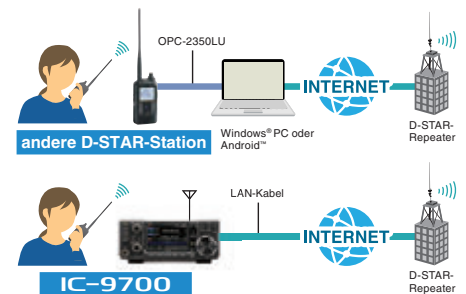 OPC-2350LU
INTERNET
andere D-STAR-Station
Windows® PC oder
Android™
D-STAR-
Repeater
LAN-Kabel
INTERNET
IC-9700
D-STAR-
Repeater